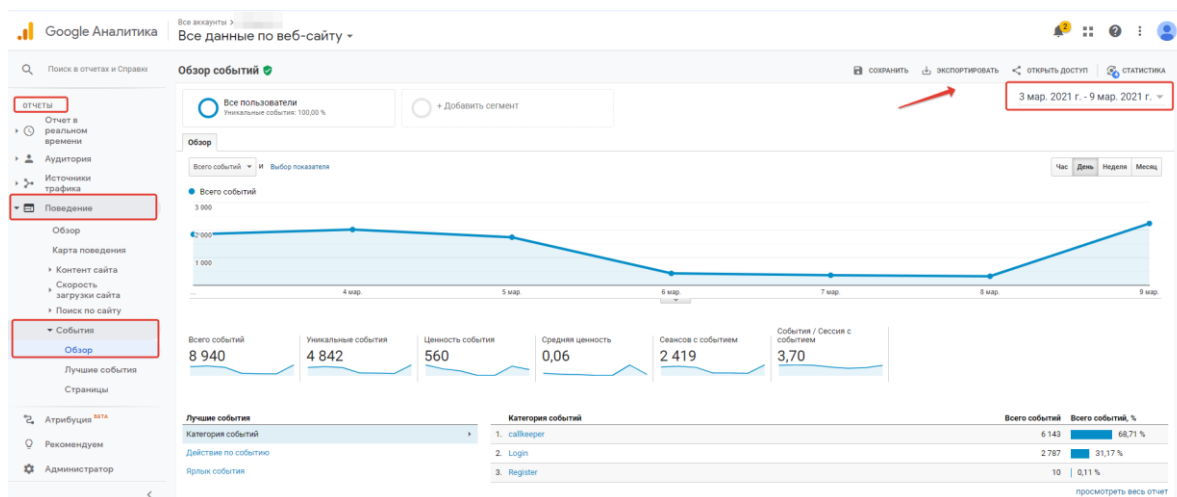 Google Аналитика
Все аккаунты >
Все данные по веб-сайту
2
Поиск в отчетах и Справке
Обзор событий
СОХРАНИТЬ
ЭКСПОРТИРОВАТЬ
ОТКРЫТЬ ДОСТУП
СТАТИСТИКА
4
ОТЧЕТЫ
Отчет в
реальном
времени
Аудитория
Источники
трафика
Поведение
Обзор
Карта поведения
Контент сайта
Скорость
загрузки сайта
Поиск по сайту
События
Обзор
Лучшие события
Страницы
Атрибуция БЕТА
Рекомендуем
Администратор
Все пользователи
Уникальные события: 100,00 %
+ Добавить сегмент
3 мар. 2021 г. - 9 мар. 2021 г.
Обзор
Всего событий И Выбор показателя
Час День Неделя Месяц
Всего событий
3 000
2 000
1 000
... 4 мар. 5 мар. 6 мар. 7 мар. 8 мар. 9 мар.
Всего событий
8 940
Уникальные события
4 842
Ценность события
560
Средняя ценность
0,06
Сеансов с событием
2 419
События / Сессия с
событием
3,70
Лучшие события
Категория событий
Действие по событию
Ярлык события
Категория событий Всего событий Всего событий, %
1. callkeeper 6 143 68,71 %
2. Login 2 787 31,17 %
3. Register 10 0,11 %
просмотреть весь отчет